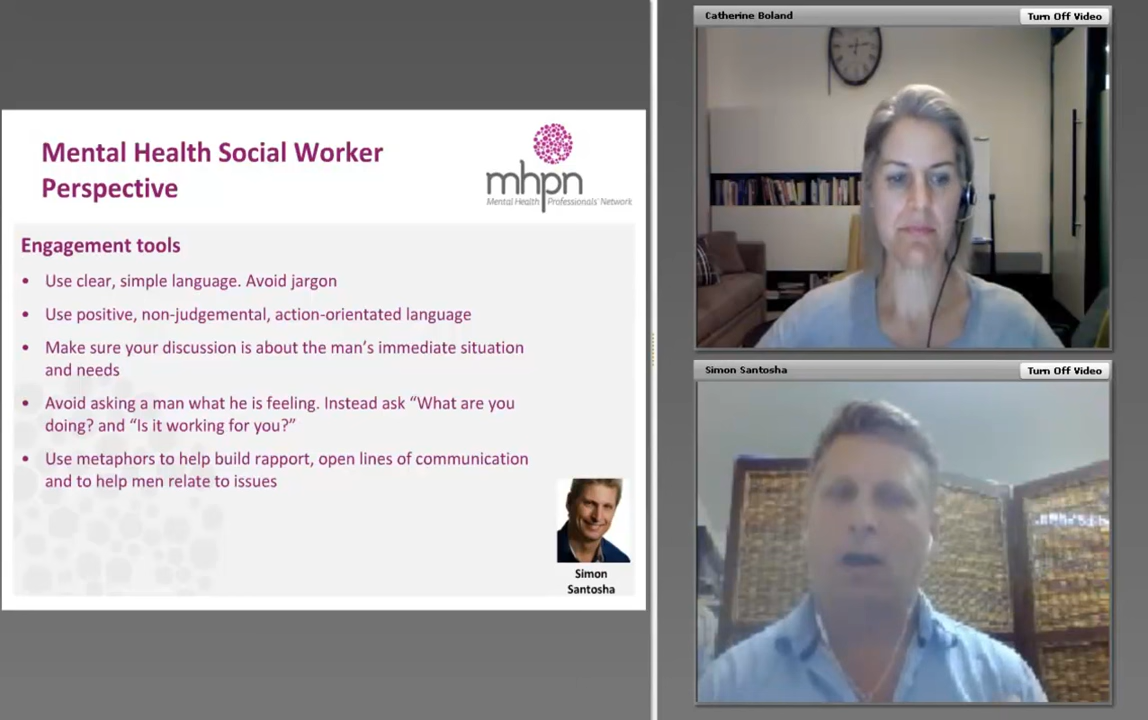 Mental Health Social Worker
Perspective
mhpn
Mental Health Professionals' Network
Engagement tools
• Use clear, simple language. Avoid jargon
• Use positive, non-judgemental, action-orientated language
• Make sure your discussion is about the man's immediate situation
and needs
• Avoid asking a man what he is feeling. Instead ask “What are you
doing? and “Is it working for you?”
• Use metaphors to help build rapport, open lines of communication
and to help men relate to issues
Simon
Santosha
Catherine Boland
Turn Off Video
Simon Santosha
Turn Off Video